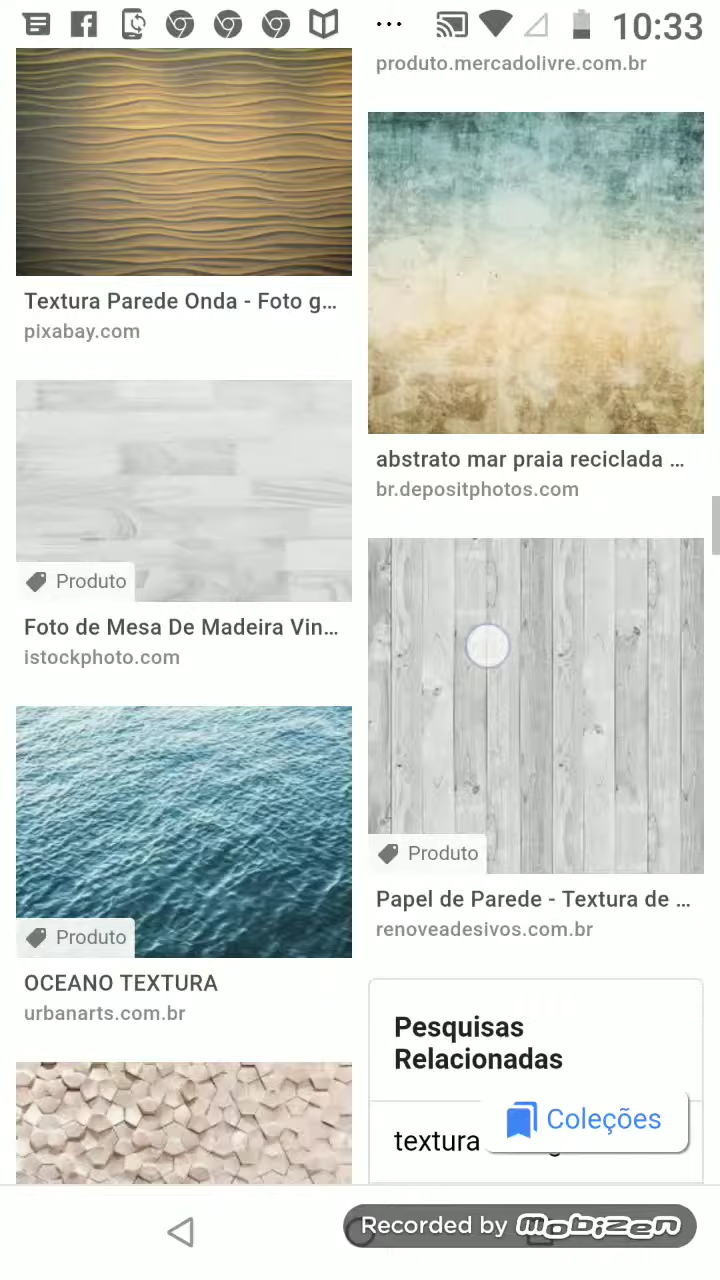 10:33
Textura Parede Onda - Foto g...
pixabay.com
Produto
Foto de Mesa De Madeira Vin...
istockphoto.com
Produto
OCEANO TEXTURA
urbanarts.com.br
produto.mercadolivre.com.br
abstrato mar praia reciclada ...
br.depositphotos.com
Produto
Papel de Parede - Textura de ...
renoveadesivos.com.br
Pesquisas
Relacionadas
textura
Coleções
Recorded by mobizen